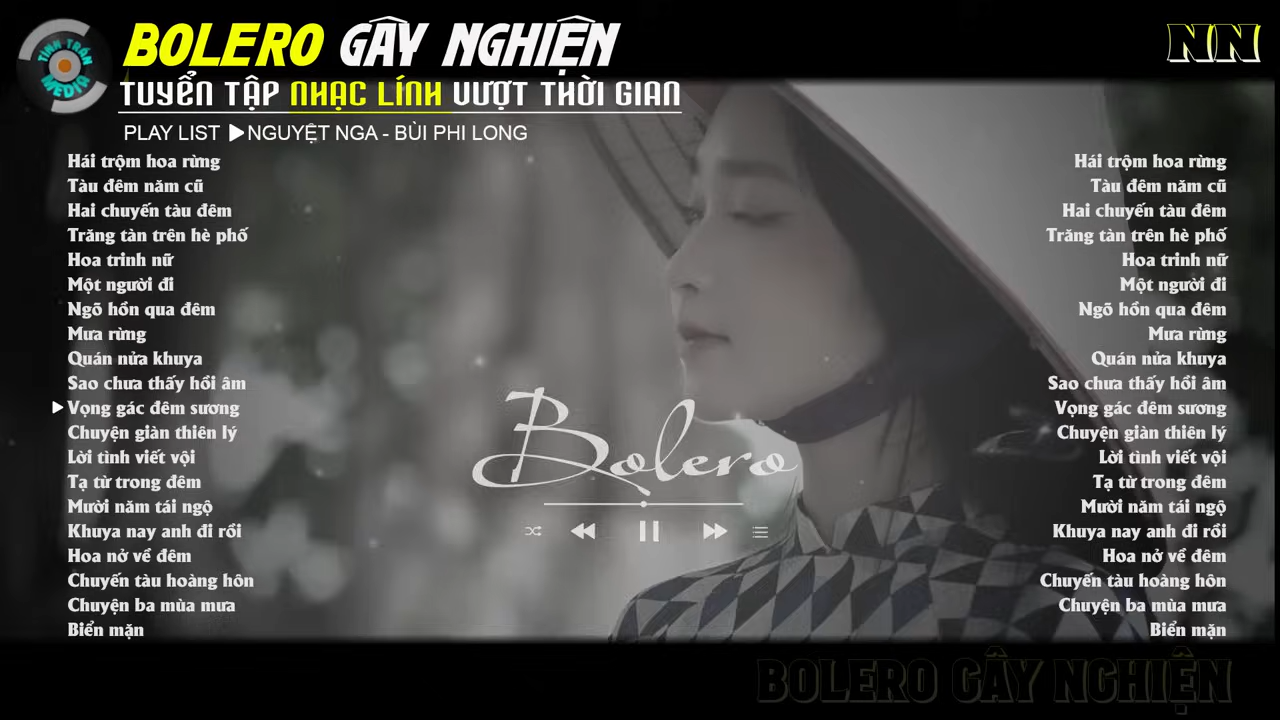 TÌNH TRẦN
MEDIA
BOLERO GÂY NGHIỆN
NN
TUYỂN TẬP NHẠC LÍNH VƯỢT THỜI GIAN
PLAY LIST ▶NGUYỆT NGA - BÙI PHI LONG
Hái trộm hoa rừng
Tàu đêm năm cũ
Hai chuyến tàu đêm
Trăng tàn trên hè phố
Hoa trinh nữ
Một người đi
Ngõ hồn qua đêm
Mưa rừng
Quán nửa khuya
Sao chưa thấy hồi âm
Vọng gác đêm sương
Chuyện giàn thiên lý
Lời tình viết vội
Tạ từ trong đêm
Mười năm tái ngộ
Khuya nay anh đi rồi
Hoa nở về đêm
Chuyến tàu hoàng hôn
Chuyện ba mùa mưa
Biển mặn
Bolero
Hái trộm hoa rừng
Tàu đêm năm cũ
Hai chuyến tàu đêm
Trăng tàn trên hè phố
Hoa trinh nữ
Một người đi
Ngõ hồn qua đêm
Mưa rừng
Quán nửa khuya
Sao chưa thấy hồi âm
Vọng gác đêm sương
Chuyện giàn thiên lý
Lời tình viết vội
Tạ từ trong đêm
Mười năm tái ngộ
Khuya nay anh đi rồi
Hoa nở về đêm
Chuyến tàu hoàng hôn
Chuyện ba mùa mưa
Biển mặn
BOLERO GÂY NGHIỆN